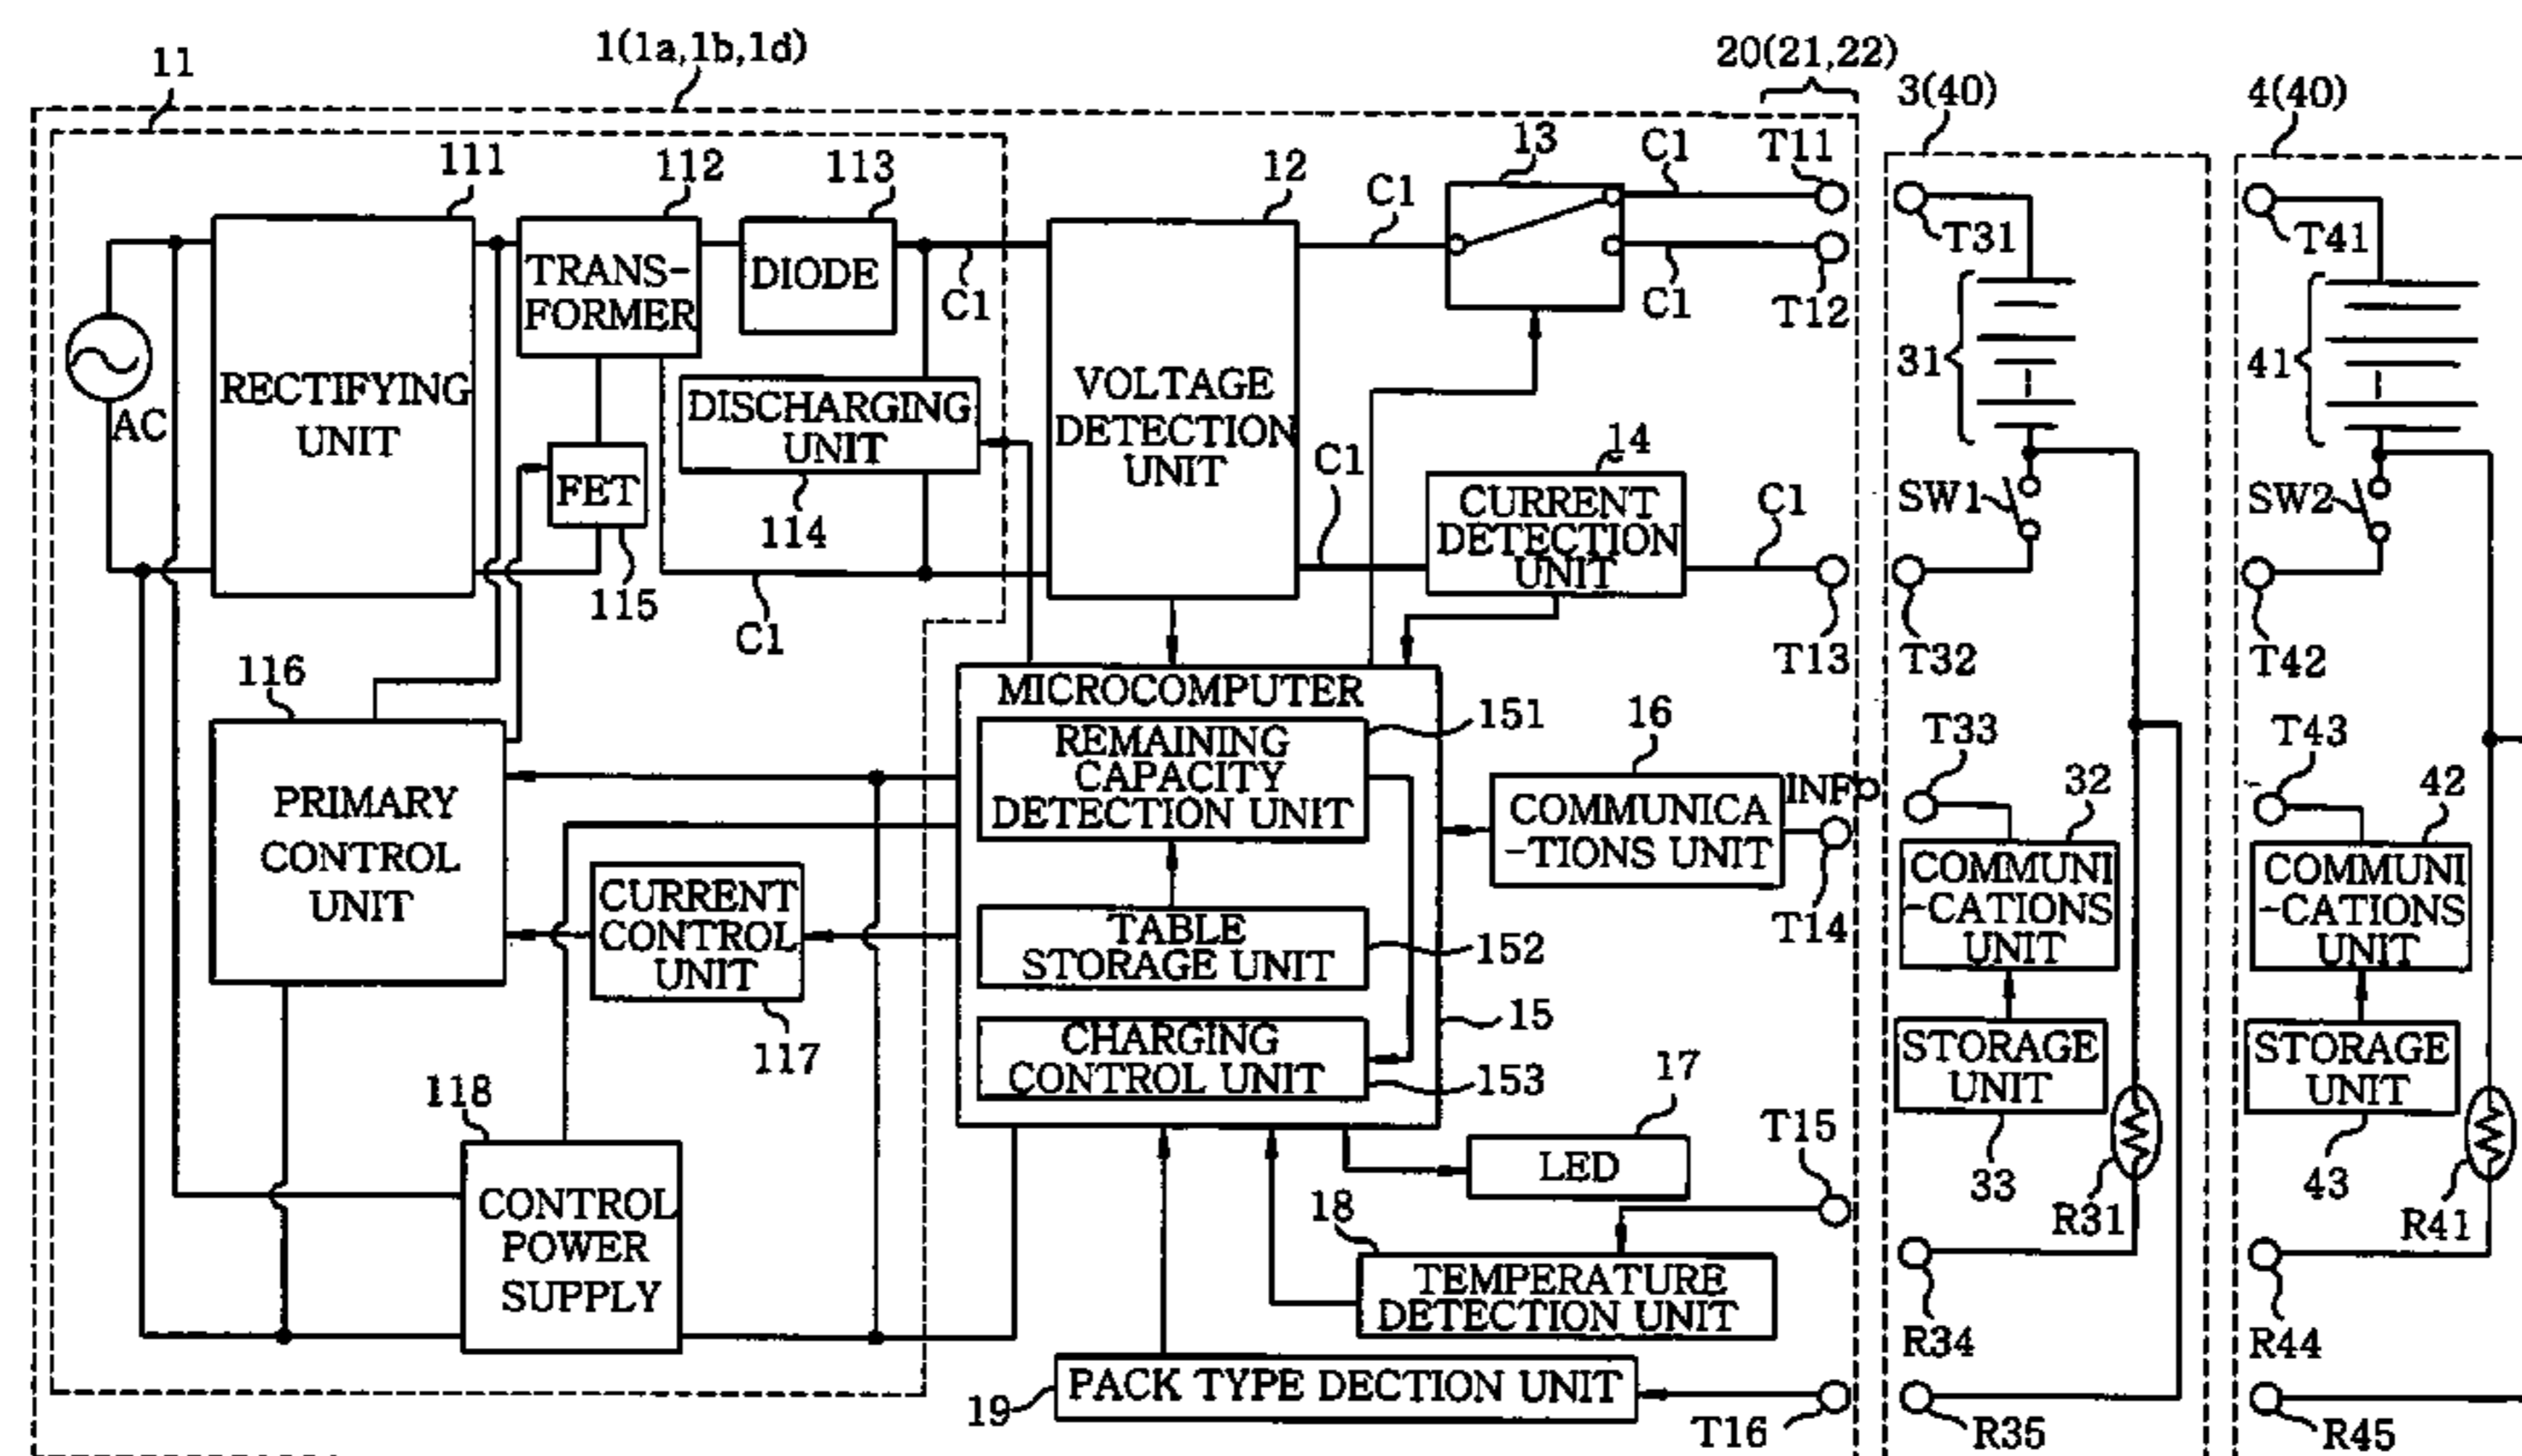 1(1a,1b,1d)
20(21,22)
11
3(40)
4(40)
111
112
113
12
13
C1
T11
C1
T31
T41
TRANS-
FORMER
DIODE
C1
C1
T12
AC
RECTIFYING
UNIT
VOLTAGE
DETECTION
UNIT
31
41
DISCHARGING
UNIT
14
C1
FET
CURRENT
DETECTION
UNIT
C1
SW1
SW2
114
115
C1
T13
T32
T42
116
MICROCOMPUTER
REMAINING
CAPACITY
DETECTION UNIT
151
16
T33
T43
PRIMARY
CONTROL
UNIT
COMMUNICA
-TIONS UNIT
INF
T14
32
42
CURRENT
CONTROL
UNIT
TABLE
STORAGE UNIT
152
COMMUNI
-CATIONS
UNIT
COMMUNI
-CATIONS
UNIT
117
CHARGING
CONTROL UNIT
15
153
STORAGE
UNIT
STORAGE
UNIT
118
17
T15
LED
33
43
R31
R41
CONTROL
POWER
SUPPLY
18
TEMPERATURE
DETECTION UNIT
R34
R44
19
PACK TYPE DECTION UNIT
T16
R35
R45